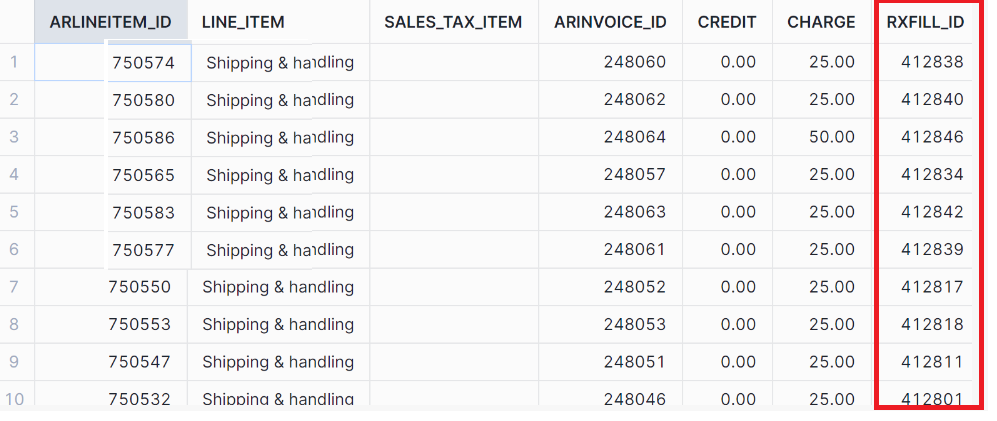 ARLINEITEM_ID LINE_ITEM SALES_TAX_ITEM ARINVOICE_ID CREDIT CHARGE RXFILL_ID
1 750574 Shipping & handling 248060 0.00 25.00 412838
2 750580 Shipping & handling 248062 0.00 25.00 412840
3 750586 Shipping & handling 248064 0.00 50.00 412846
4 750565 Shipping & handling 248057 0.00 25.00 412834
5 750583 Shipping & handling 248063 0.00 25.00 412842
6 750577 Shipping & handling 248061 0.00 25.00 412839
7 750550 Shipping & handling 248052 0.00 25.00 412817
8 750553 Shipping & handling 248053 0.00 25.00 412818
9 750547 Shipping & handling 248051 0.00 25.00 412811
10 750532 Shipping & handling 248046 0.00 25.00 412801